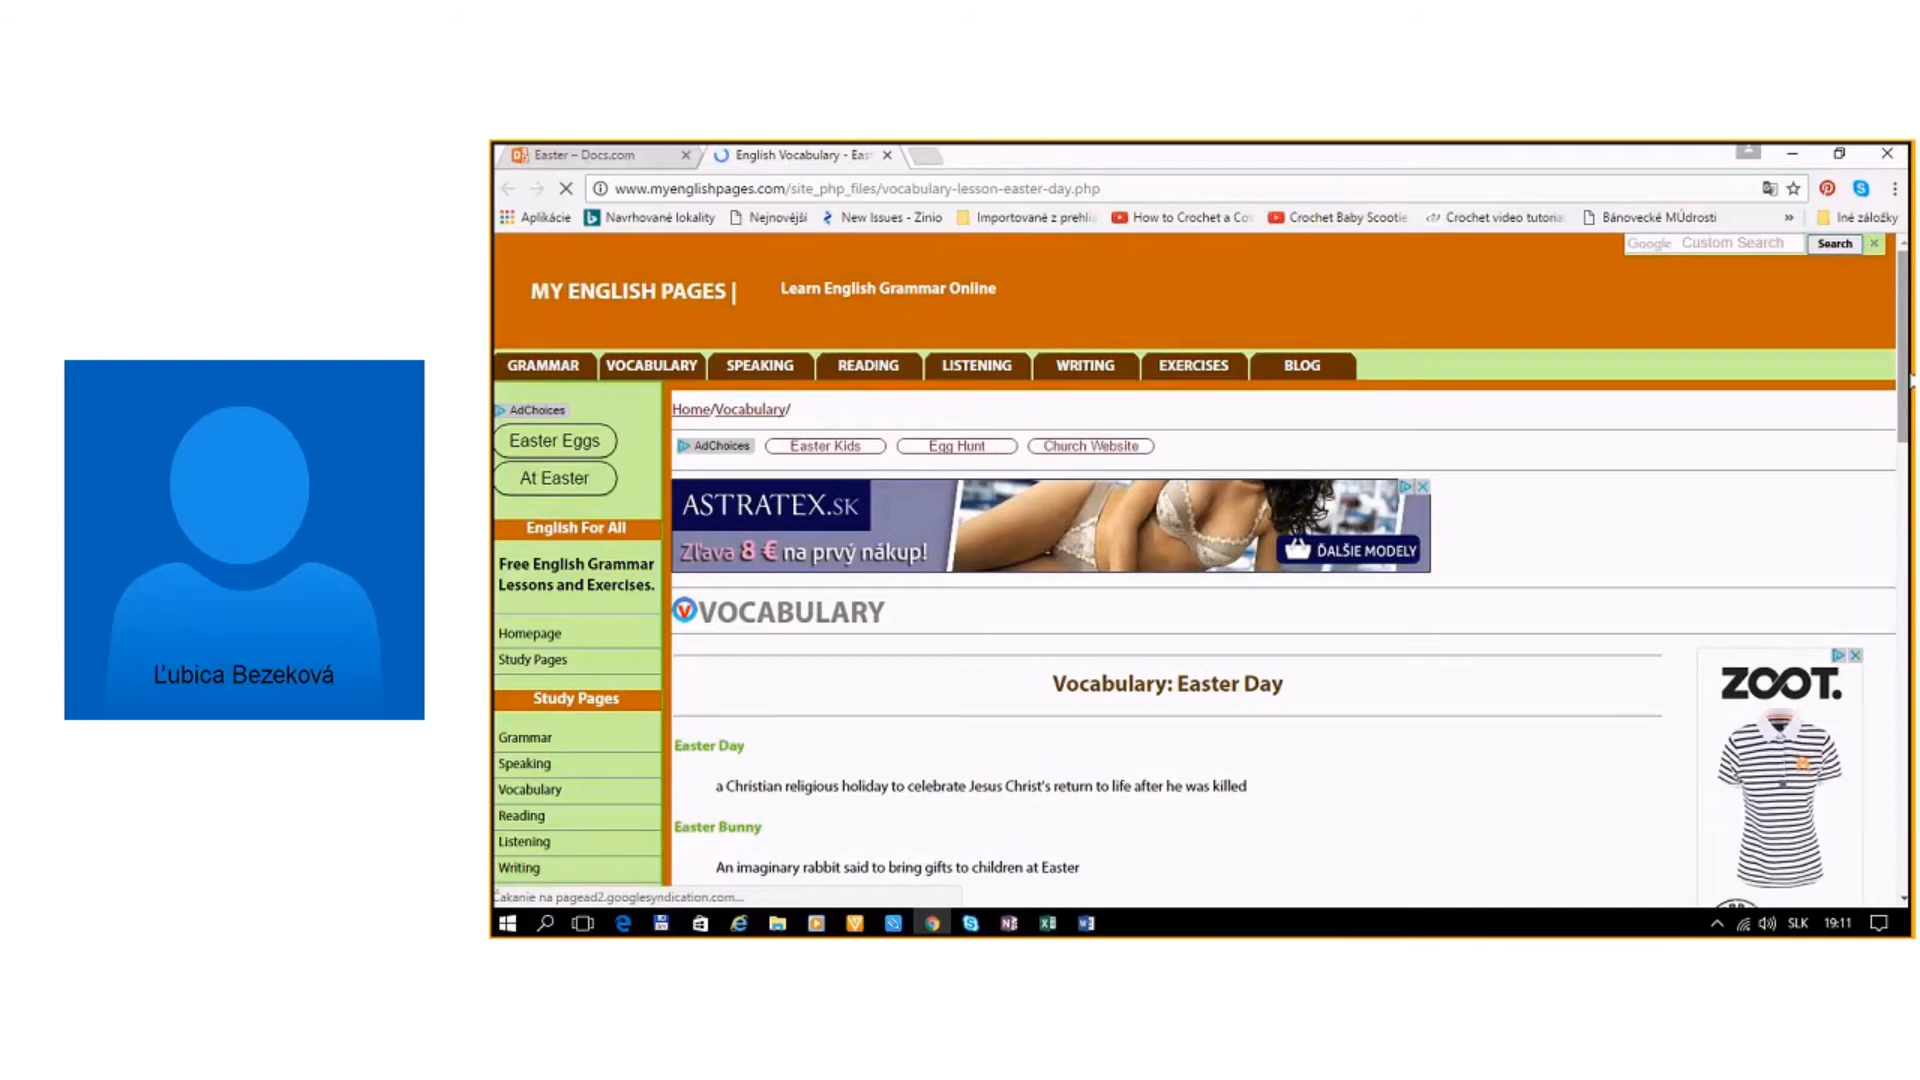 Ľubica Bezeková
Easter – Docs.com
English Vocabulary - Eas
www.myenglishpages.com/site_php_files/vocabulary-lesson-easter-day.php
Aplikácie Navrhované lokality Nejnovější New Issues - Zinio Importované z prehli How to Crochet a Co Crochet Baby Scootie Crochet video tutoria Bánovecké MÚdrosti » Iné záložky
Google Custom Search Search
MY ENGLISH PAGES | Learn English Grammar Online
GRAMMAR VOCABULARY SPEAKING READING LISTENING WRITING EXERCISES BLOG
AdChoices
Easter Eggs
At Easter
English For All
Free English Grammar
Lessons and Exercises.
Homepage
Study Pages
Study Pages
Grammar
Speaking
Vocabulary
Reading
Listening
Writing
Home/Vocabulary/
AdChoices Easter Kids Egg Hunt Church Website
ASTRATEX.SK
Zľava 8 € na prvý nákup!
ĎALŠIE MODELY
V VOCABULARY
Vocabulary: Easter Day
Easter Day
a Christian religious holiday to celebrate Jesus Christ's return to life after he was killed
Easter Bunny
An imaginary rabbit said to bring gifts to children at Easter
ZOOT.
Čakanie na pagead2.googlesyndication.com...
SLK 19:11